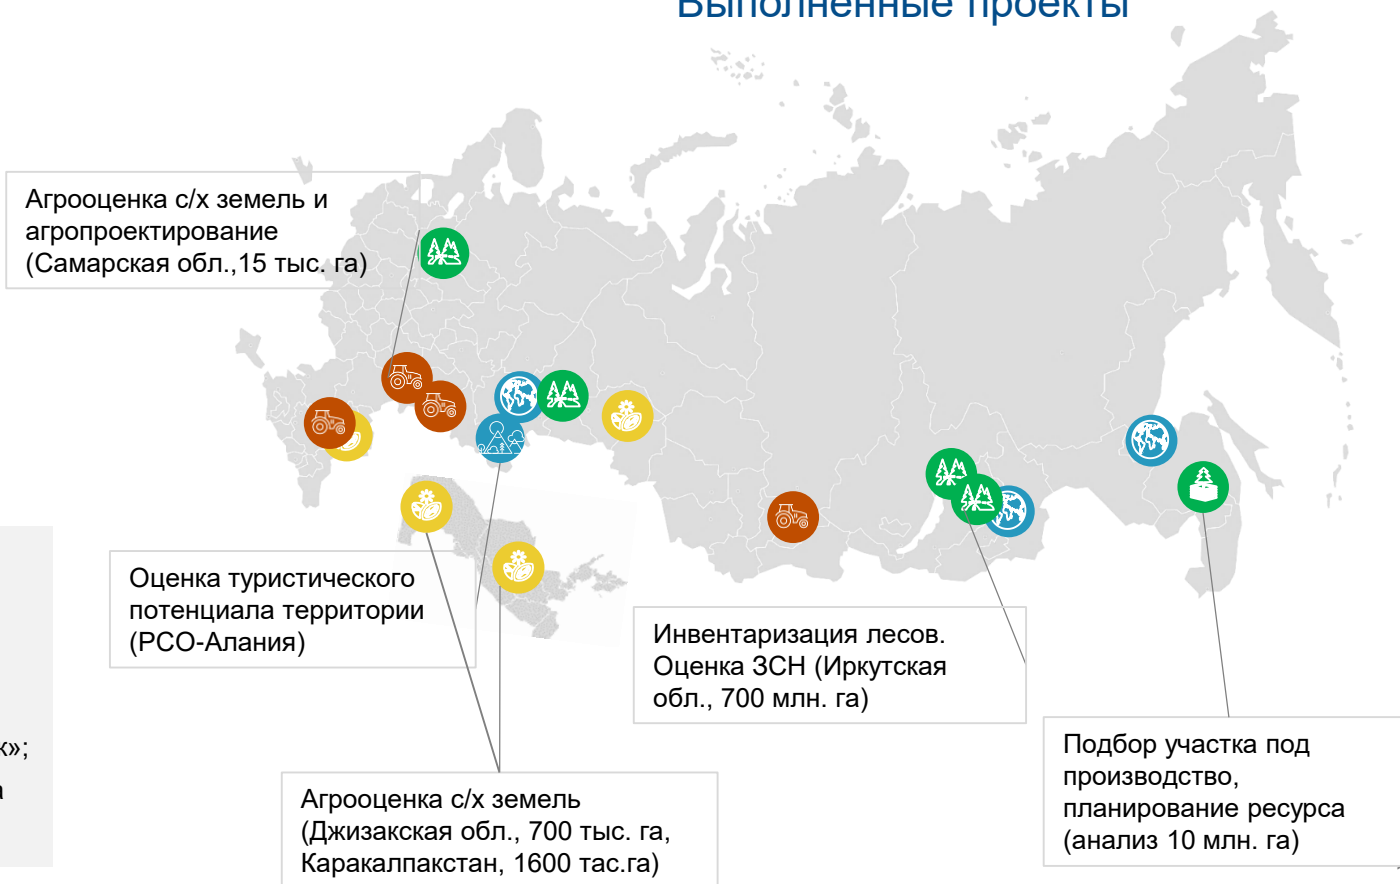 Выполненные проекты
Агрооценка с/х земель и
агропроектирование
(Самарская обл.,15 тыс. га)
Оценка туристического
потенциала территории
(РСО-Алания)
Инвентаризация лесов.
Оценка ЗСН (Иркутская
обл., 700 млн. га)
к»;
а
Агрооценка с/х земель
(Джизакская обл., 700 тыс. га,
Каракалпакстан, 1600 тас.га)
Подбор участка под
производство,
планирование ресурса
(анализ 10 млн. га)